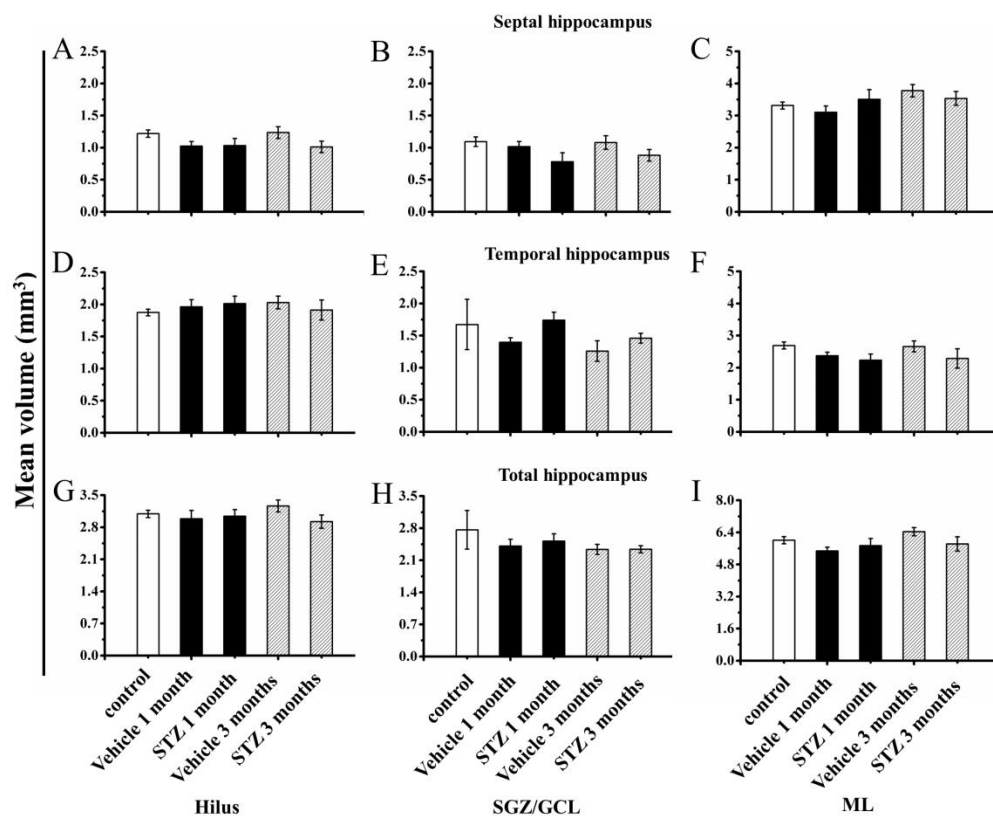 Septal hippocampus
A
B
C
2.5
2.0
1.5
1.0
0.5
0.0
2.5
2.0
1.5
1.0
0.5
0.0
5
4
3
2
1
0
Temporal hippocampus
D
E
F
2.5
2.0
1.5
1.0
0.5
0.0
2.5
2.0
1.5
1.0
0.5
0.0
5
4
3
2
1
0
Total hippocampus
G
H
I
3.5
2.8
2.1
1.4
0.7
0.0
3.5
2.8
2.1
1.4
0.7
0.0
8.0
6.4
4.8
3.2
1.6
0.0
Mean volume (mm³)
control
Vehicle 1 month
STZ 1 month
Vehicle 3 months
STZ 3 months
control
Vehicle 1 month
STZ 1 month
Vehicle 3 months
STZ 3 months
control
Vehicle 1 month
STZ 1 month
Vehicle 3 months
STZ 3 months
Hilus
SGZ/GCL
ML